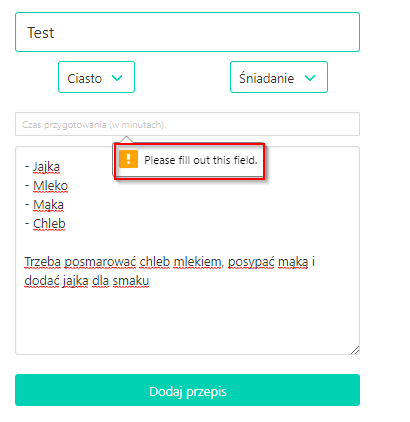 Test
Ciasto
Śniadanie
Czas przygotowania (w minutach).
Please fill out this field.
- Jajka
- Mleko
- Mąka
- Chleb
Trzeba posmarować chleb mlekiem, posypać mąką i
dodać jajka dla smaku
Dodaj przepis